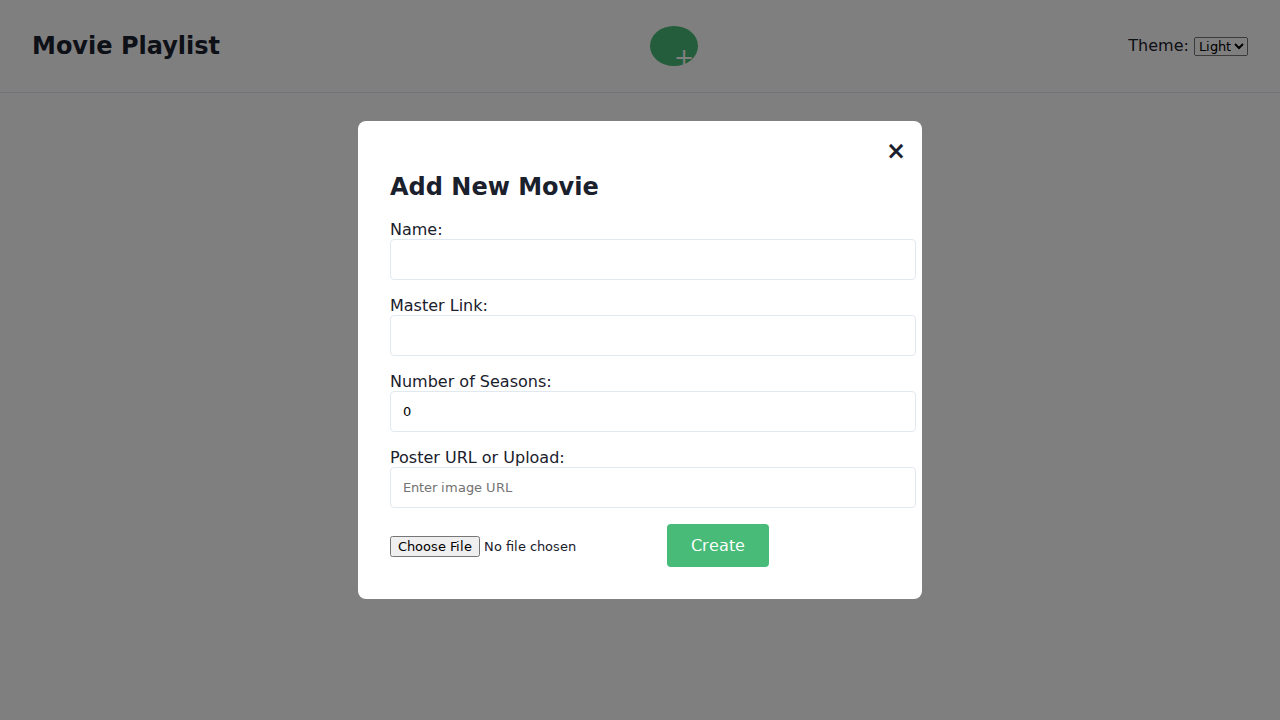 Movie Playlist
+
Theme: Light
×
Add New Movie
Name:
Master Link:
Number of Seasons:
0
Poster URL or Upload:
Enter image URL
Choose File No file chosen
Create